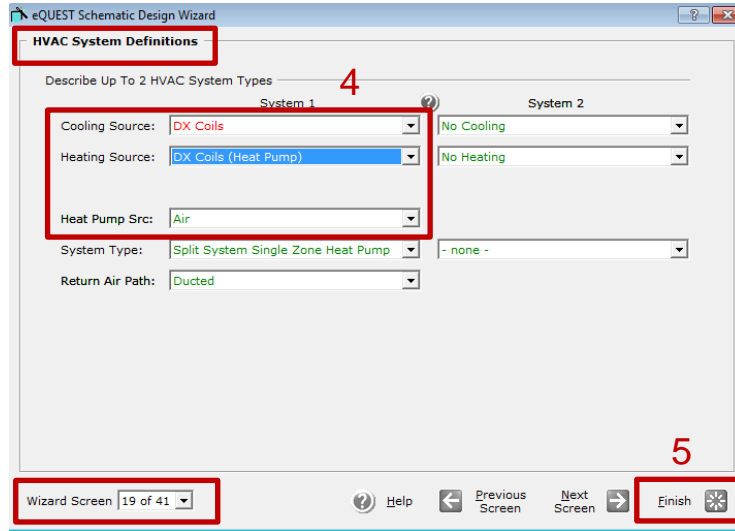 eQUEST Schematic Design Wizard
HVAC System Definitions
Describe Up To 2 HVAC System Types
4
System 1
System 2
Cooling Source: DX Coils No Cooling
Heating Source: DX Coils (Heat Pump) No Heating
Heat Pump Src: Air
System Type: Split System Single Zone Heat Pump - none -
Return Air Path: Ducted
5
Wizard Screen 19 of 41 Help Previous Screen Next Screen Finish